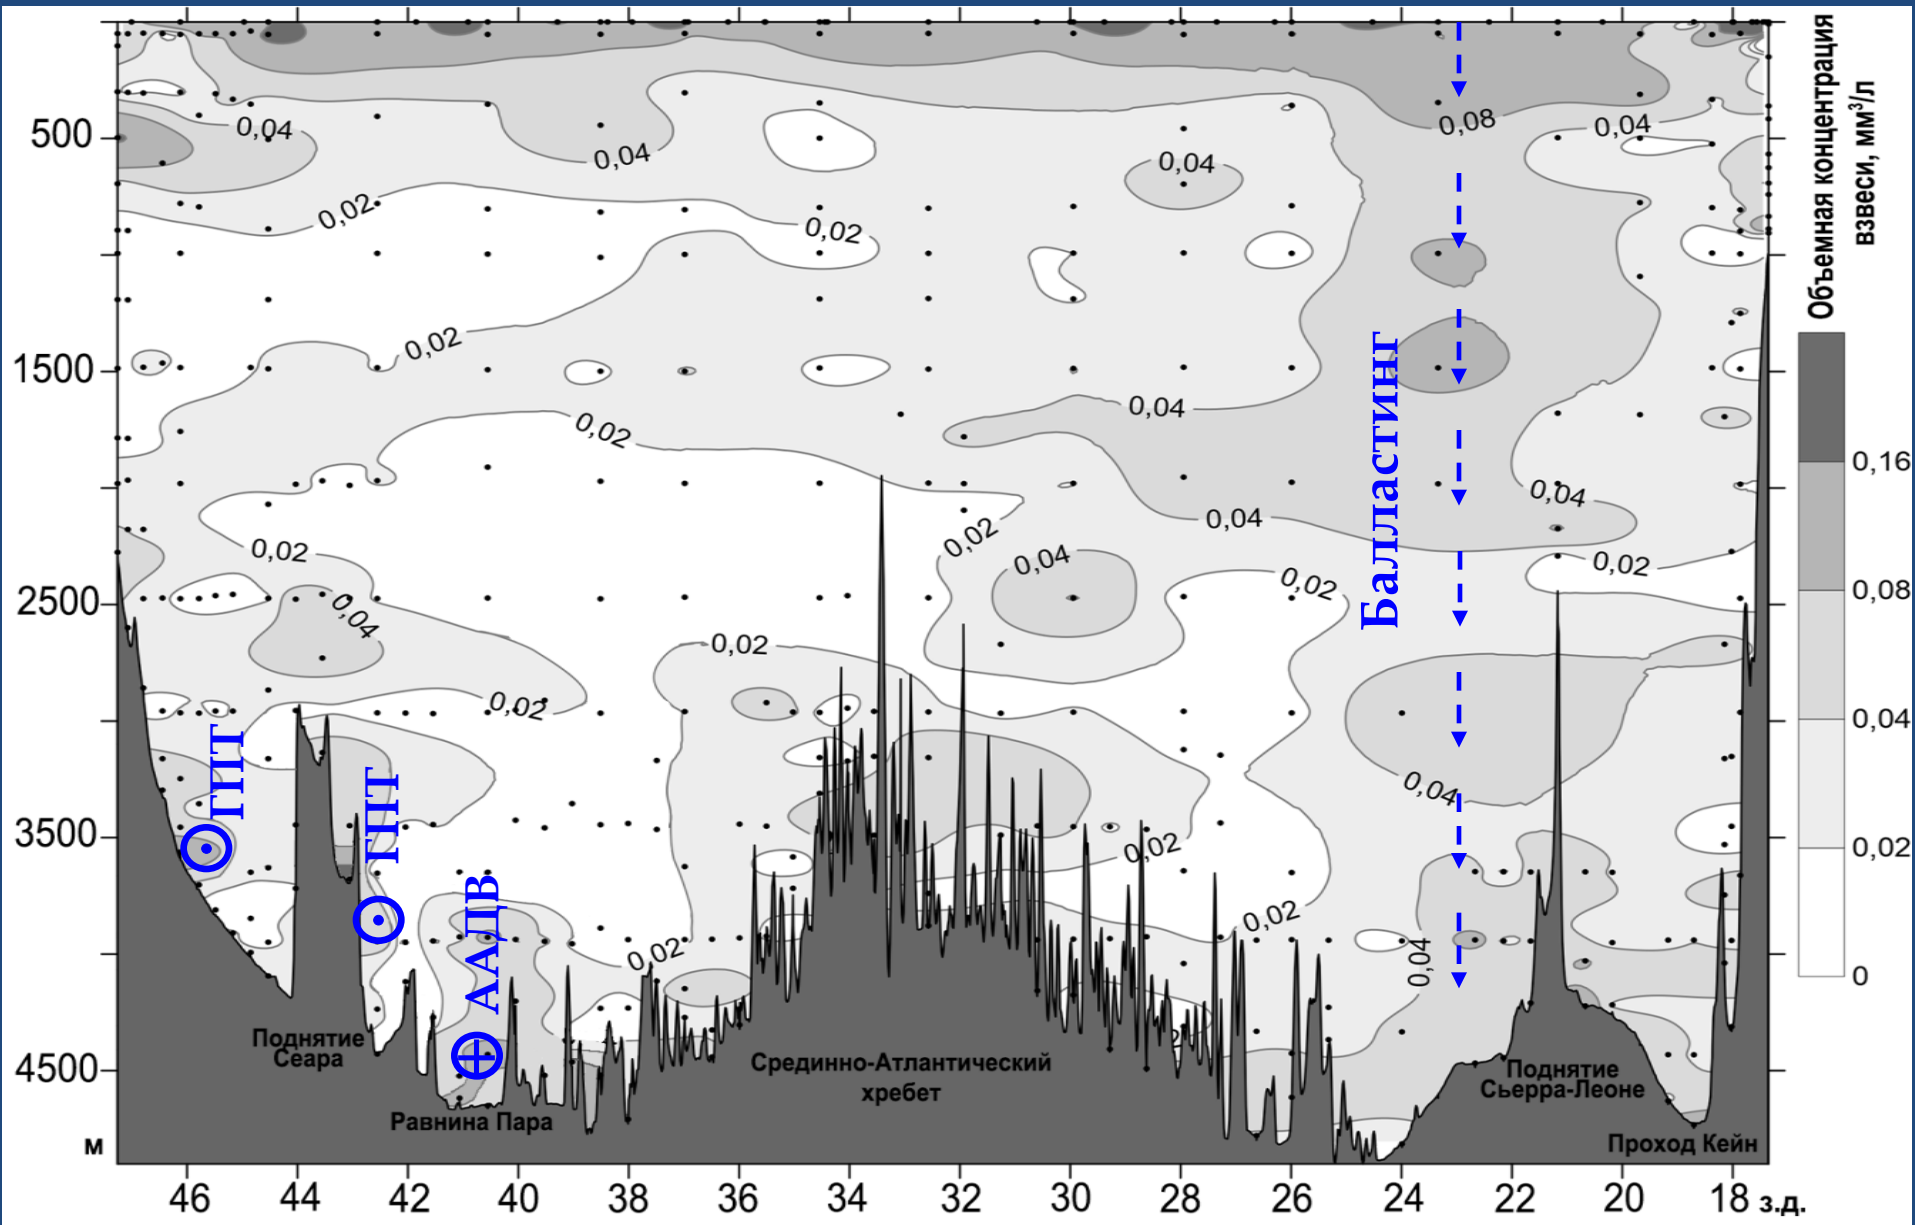 Объемная концентрация
взвеси, мм³/л
500
1500
2500
3500
4500
м
0,04
0,04
0,04
0,08
0,04
0,02
0,02
0,02
0,04
0,02
0,04
0,04
0,02
0,02
0,04
0,02
0,02
0,04
0,02
0,02
0,04
0,02
0,02
0,02
0,04
Балластинг
ГПТ
ГПТ
ААДВ
Поднятие
Сеара
Равнина Пара
Срединно-Атлантический
хребет
Поднятие
Сьерра-Леоне
Проход Кейн
0,16
0,08
0,04
0,02
0
46 44 42 40 38 36 34 32 30 28 26 24 22 20 18 з.д.